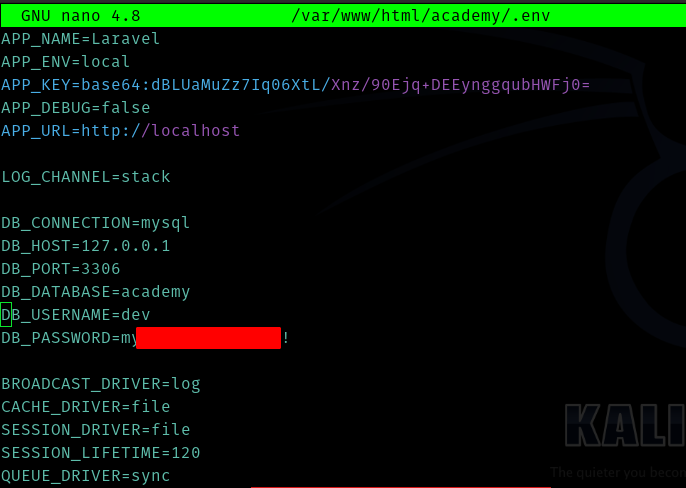 GNU nano 4.8 /var/www/html/academy/.env
APP_NAME=Laravel
APP_ENV=local
APP_KEY=base64:dBLUaMuZz7Iq06XtL/Xnz/90Ejq+DEEynggqubHWFj0=
APP_DEBUG=false
APP_URL=http://localhost
LOG_CHANNEL=stack
DB_CONNECTION=mysql
DB_HOST=127.0.0.1
DB_PORT=3306
DB_DATABASE=academy
DB_USERNAME=dev
DB_PASSWORD=my !
BROADCAST_DRIVER=log
CACHE_DRIVER=file
SESSION_DRIVER=file
SESSION_LIFETIME=120
QUEUE_DRIVER=sync
KALI
The quieter you becom